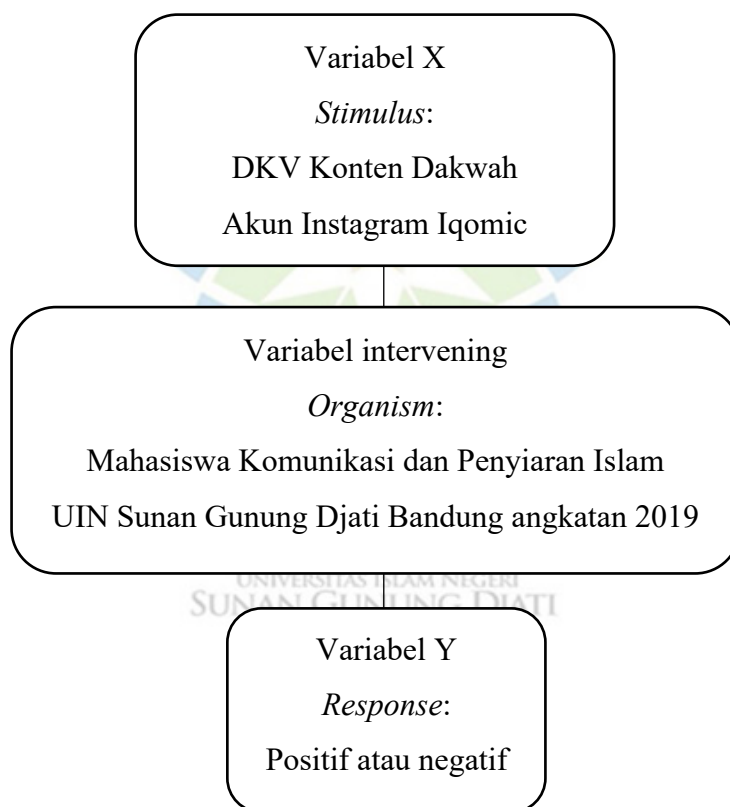 Variabel X
Stimulus:
DKV Konten Dakwah
Akun Instagram Iqomic
Variabel intervening
Organism:
Mahasiswa Komunikasi dan Penyiaran Islam
UIN Sunan Gunung Djati Bandung angkatan 2019
UNIVERSITAS ISLAM NEGERI
SUNAN GUNUNG DJATI
Variabel Y
Response:
Positif atau negatif